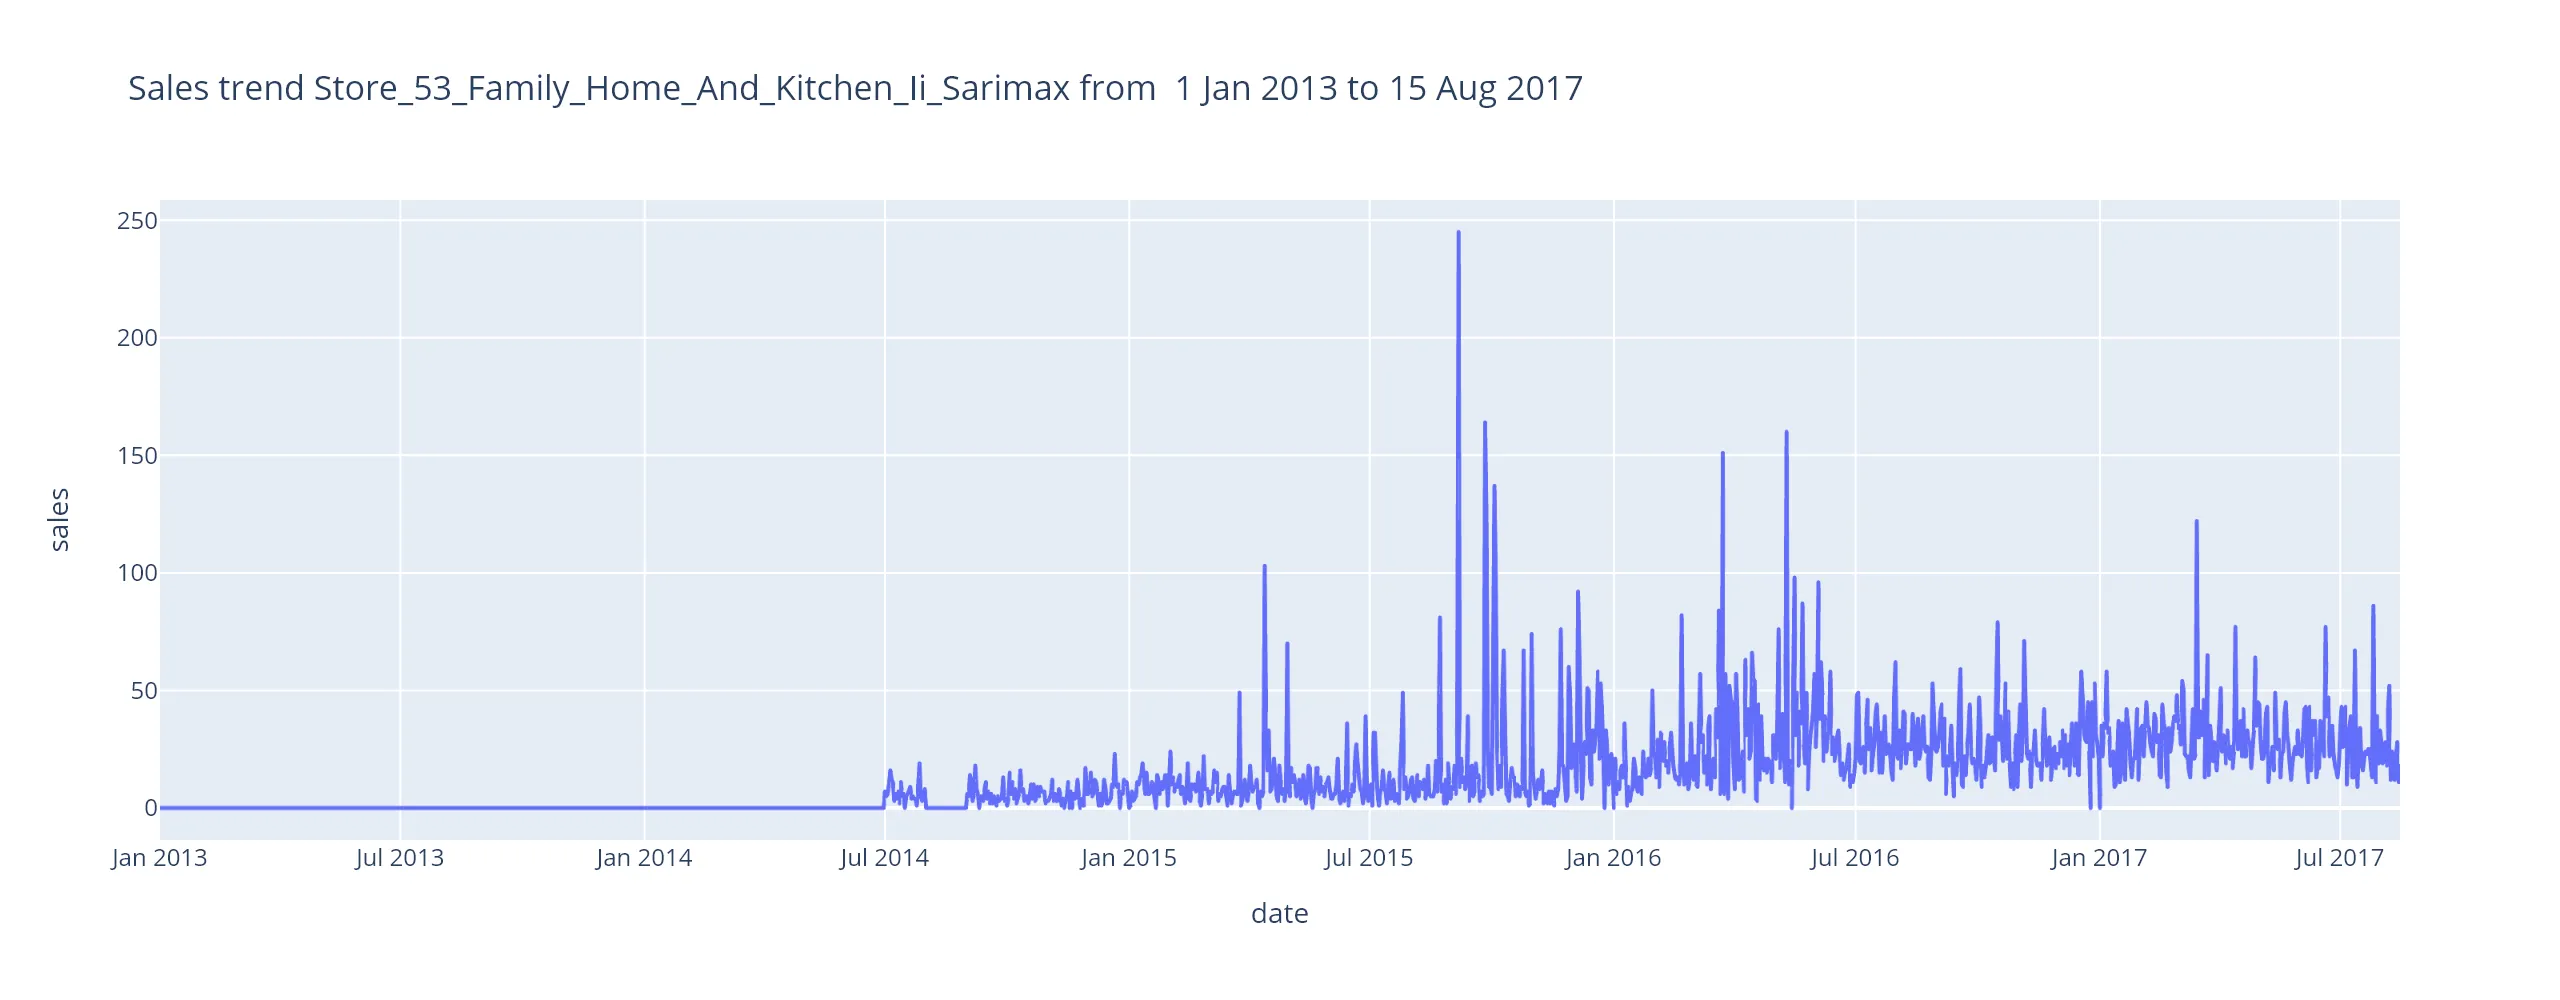 Sales trend Store_53_Family_Home_And_Kitchen_Ii_Sarimax from  1 Jan 2013 to 15 Aug 2017
250
200
150
100
50
0
sales
Jan 2013 Jul 2013 Jan 2014 Jul 2014 Jan 2015 Jul 2015 Jan 2016 Jul 2016 Jan 2017 Jul 2017
date